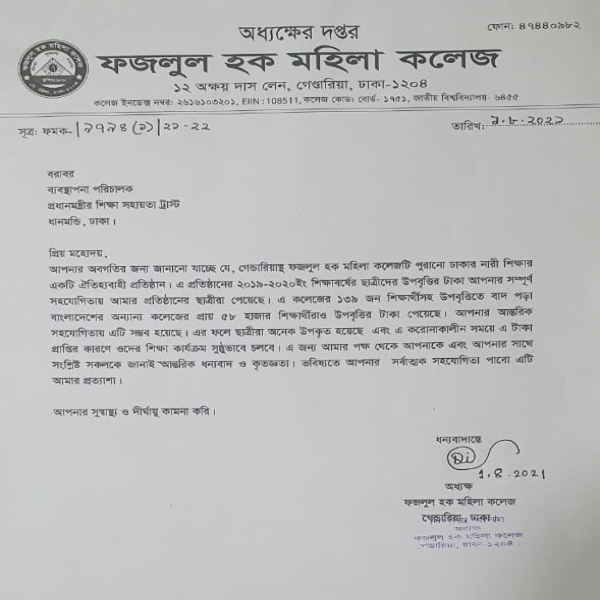 অধ্যক্ষের দপ্তর
ফোন: ৪৭৪৪০৯৮২
ফজলুল হক মহিলা কলেজ
১২ অক্ষয় দাস লেন, গেণ্ডারিয়া, ঢাকা-১২০৪
কলেজ ইনডেক্স নম্বর: ২৬১৬১০৩২০১, EIIN : 108511, কলেজ কোড: বোর্ড- ১৭৫১, জাতীয় বিশ্ববিদ্যালয়- ৬৪৫৫
সূত্র: ফমক-
তারিখ: ১.৮.২০২১
বরাবর
ব্যবস্থাপনা পরিচালক
প্রধানমন্ত্রীর শিক্ষা সহায়তা ট্রাস্ট
ধানমন্ডি, ঢাকা।
প্রিয় মহোদয়,
আপনার অবগতির জন্য জানানো যাচ্ছে যে, গেন্ডারিয়াস্থ ফজলুল হক মহিলা কলেজটি পুরানো ঢাকার নারী শিক্ষার
একটি ঐতিহ্যবাহী প্রতিষ্ঠান। এ প্রতিষ্ঠানের ২০১৯-২০২০ইং শিক্ষাবর্ষের ছাত্রীদের উপবৃত্তির টাকা আপনার সম্পূর্ণ
সহযোগিতায় আমার প্রতিষ্ঠানের ছাত্রীরা পেয়েছে। এ কলেজের ১৩৯ জন শিক্ষার্থীসহ উপবৃত্তিতে বাদ পড়া
বাংলাদেশের অন্যান্য কলেজের প্রায় ৫৮ হাজার শিক্ষার্থীরাও উপবৃত্তির টাকা পেয়েছে। আপনার আন্তরিক
সহযোগিতায় এটি সম্ভব হয়েছে। এর ফলে ছাত্রীরা অনেক উপকৃত হয়েছে এবং এ করোনাকালীন সময়ে এ টাকা
প্রাপ্তির কারণে ওদের শিক্ষা কার্যক্রম সুষ্ঠুভাবে চলবে। এ জন্য আমার পক্ষ থেকে আপনাকে এবং আপনার সাথে
সংশ্লিষ্ট সকলকে জানাই আন্তরিক ধন্যবাদ ও কৃতজ্ঞতা। ভবিষ্যতে আপনার সর্বাত্মক সহযোগিতা পাবো এটি
আমার প্রত্যাশা।
আপনার সুস্বাস্থ্য ও দীর্ঘায়ু কামনা করি।
ধন্যবাদান্তে
1.8.2021
অধ্যক্ষ
ফজলুল হক মহিলা কলেজ
গেন্ডারিয়া, ঢাকা
অধ্যক্ষ
ফজলুল হক মহিলা কলেজ
গেন্ডারিয়া, ঢাকা-১২০৪